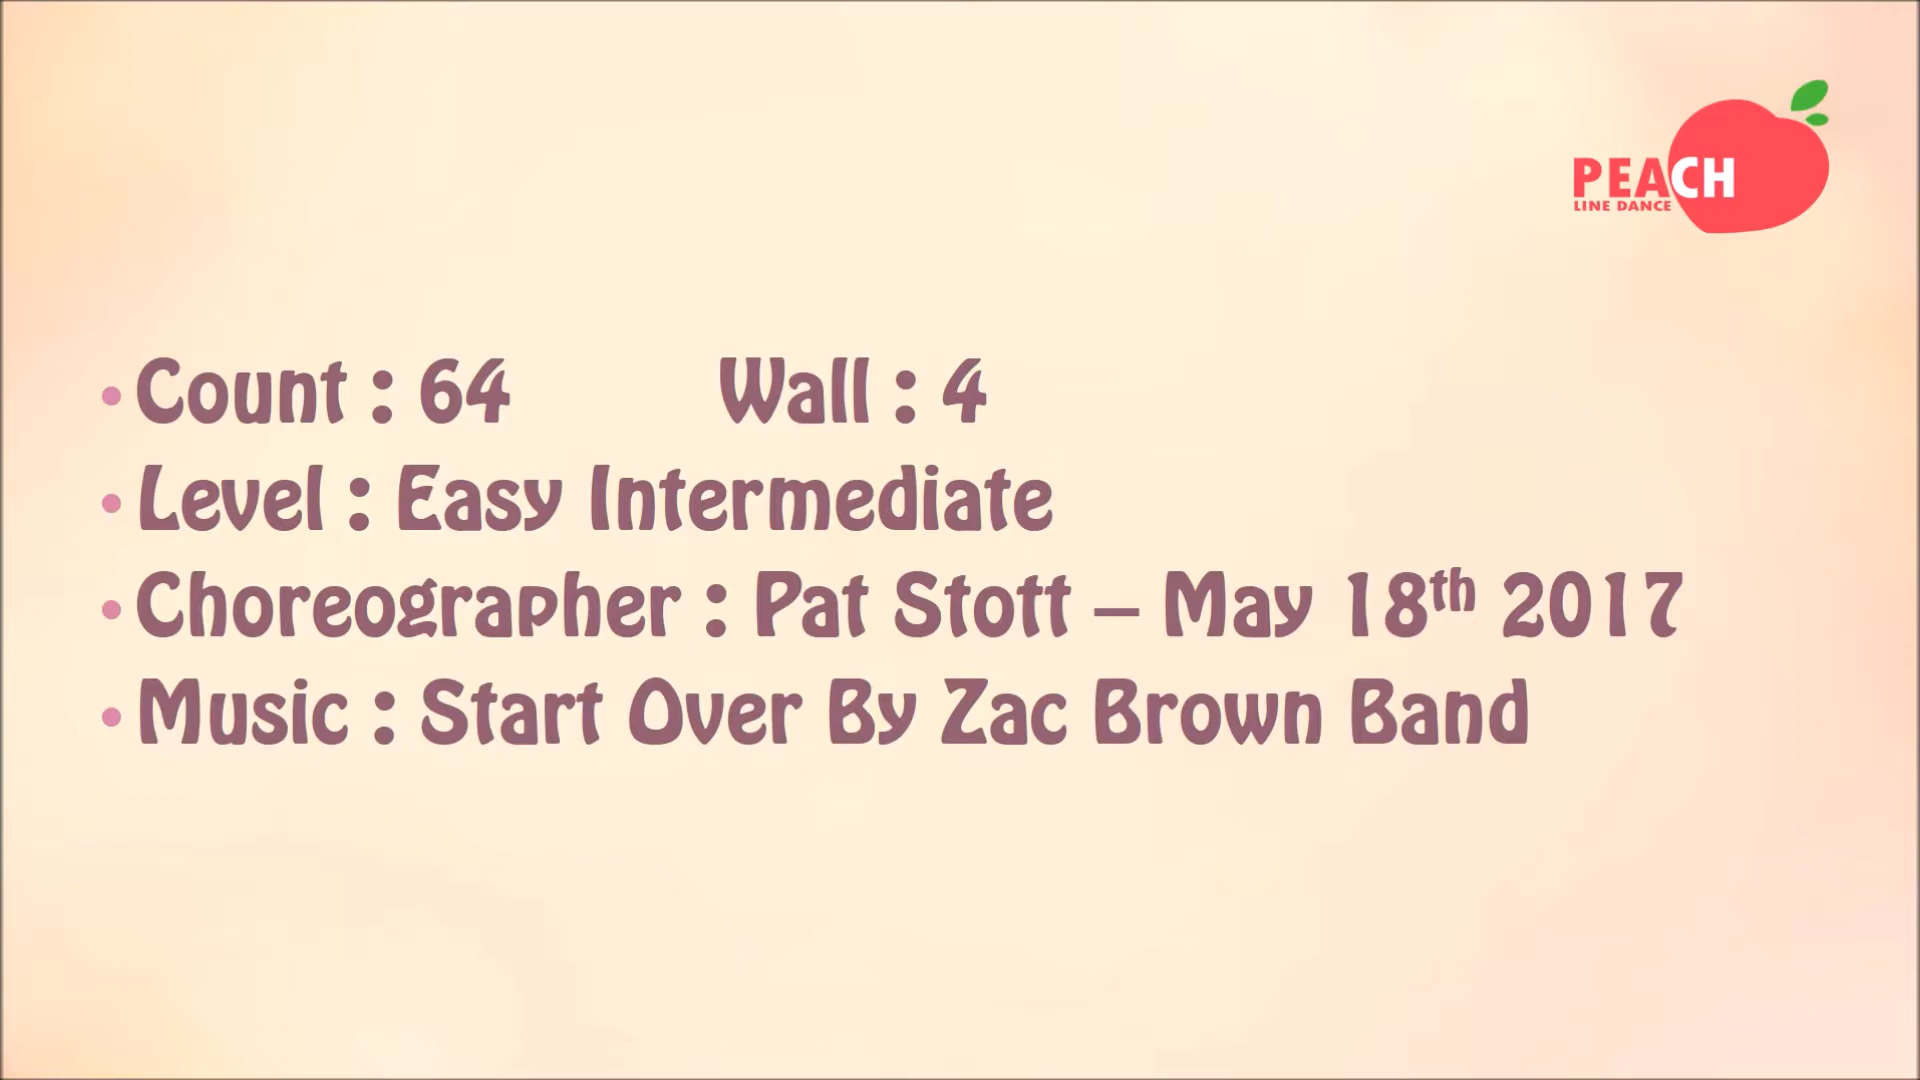 PEACH
LINE DANCE
• Count : 64 Wall : 4
• Level : Easy Intermediate
• Choreographer : Pat Stott – May 18th 2017
• Music : Start Over By Zac Brown Band